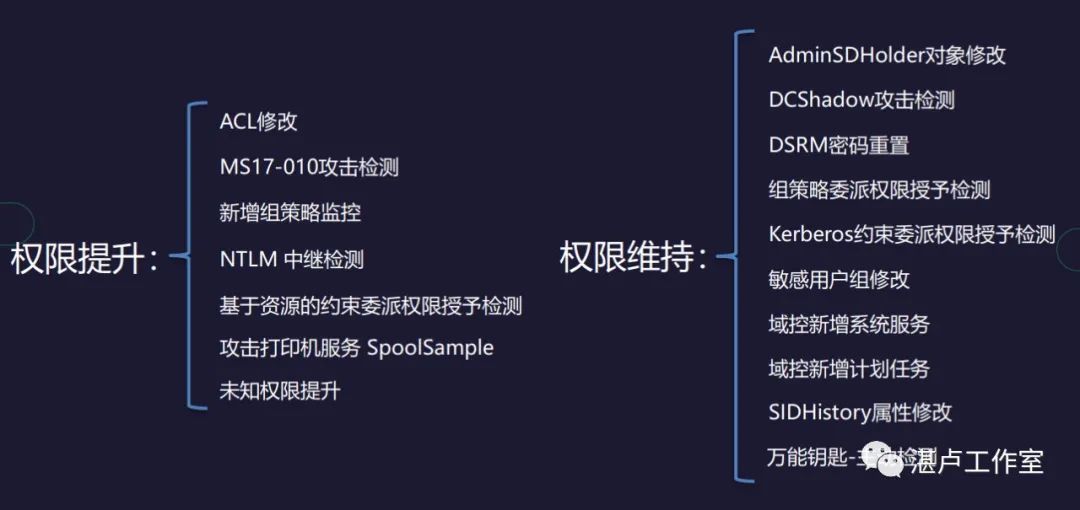 权限提升：
ACL修改
MS17-010攻击检测
新增组策略监控
NTLM 中继检测
基于资源的约束委派权限授予检测
攻击打印机服务 SpoolSample
未知权限提升
权限维持：
AdminSDHolder对象修改
DCShadow攻击检测
DSRM密码重置
组策略委派权限授予检测
Kerberos约束委派权限授予检测
敏感用户组修改
域控新增系统服务
域控新增计划任务
SIDHistory属性修改
万能钥匙-主动检测
湛卢工作室